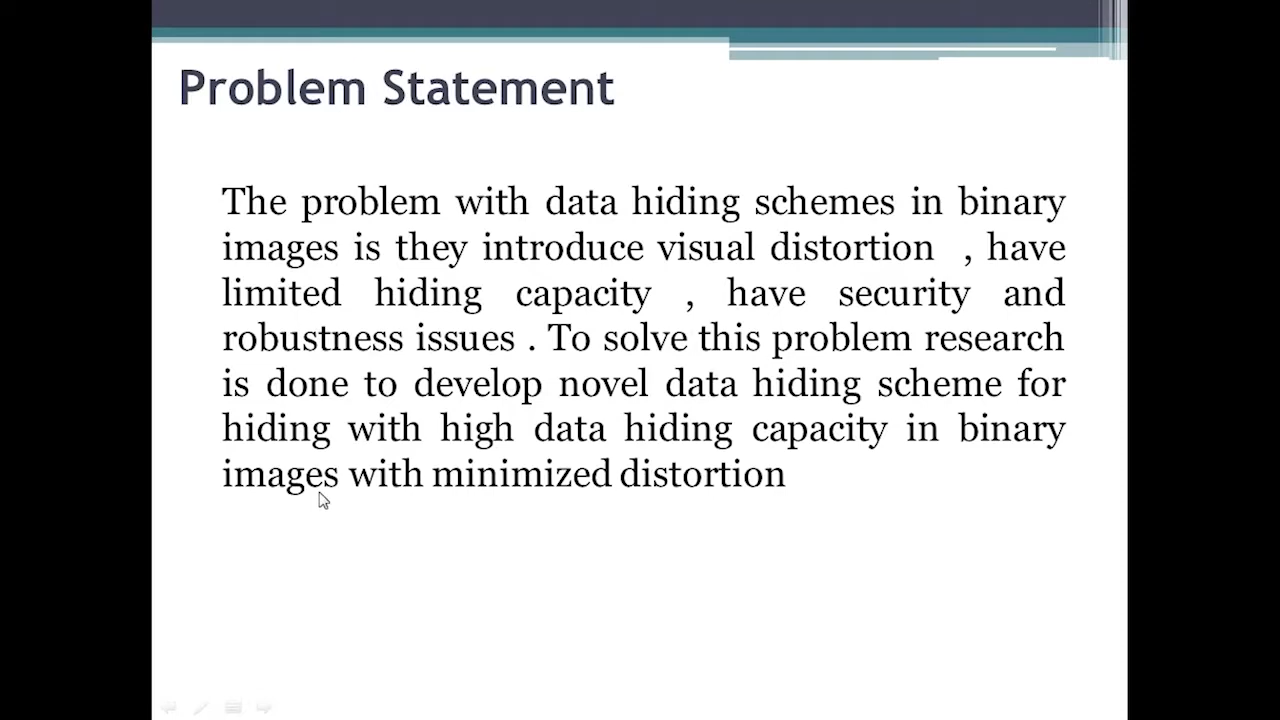 Problem Statement
The problem with data hiding schemes in binary
images is they introduce visual distortion , have
limited hiding capacity , have security and
robustness issues . To solve this problem research
is done to develop novel data hiding scheme for
hiding with high data hiding capacity in binary
images with minimized distortion